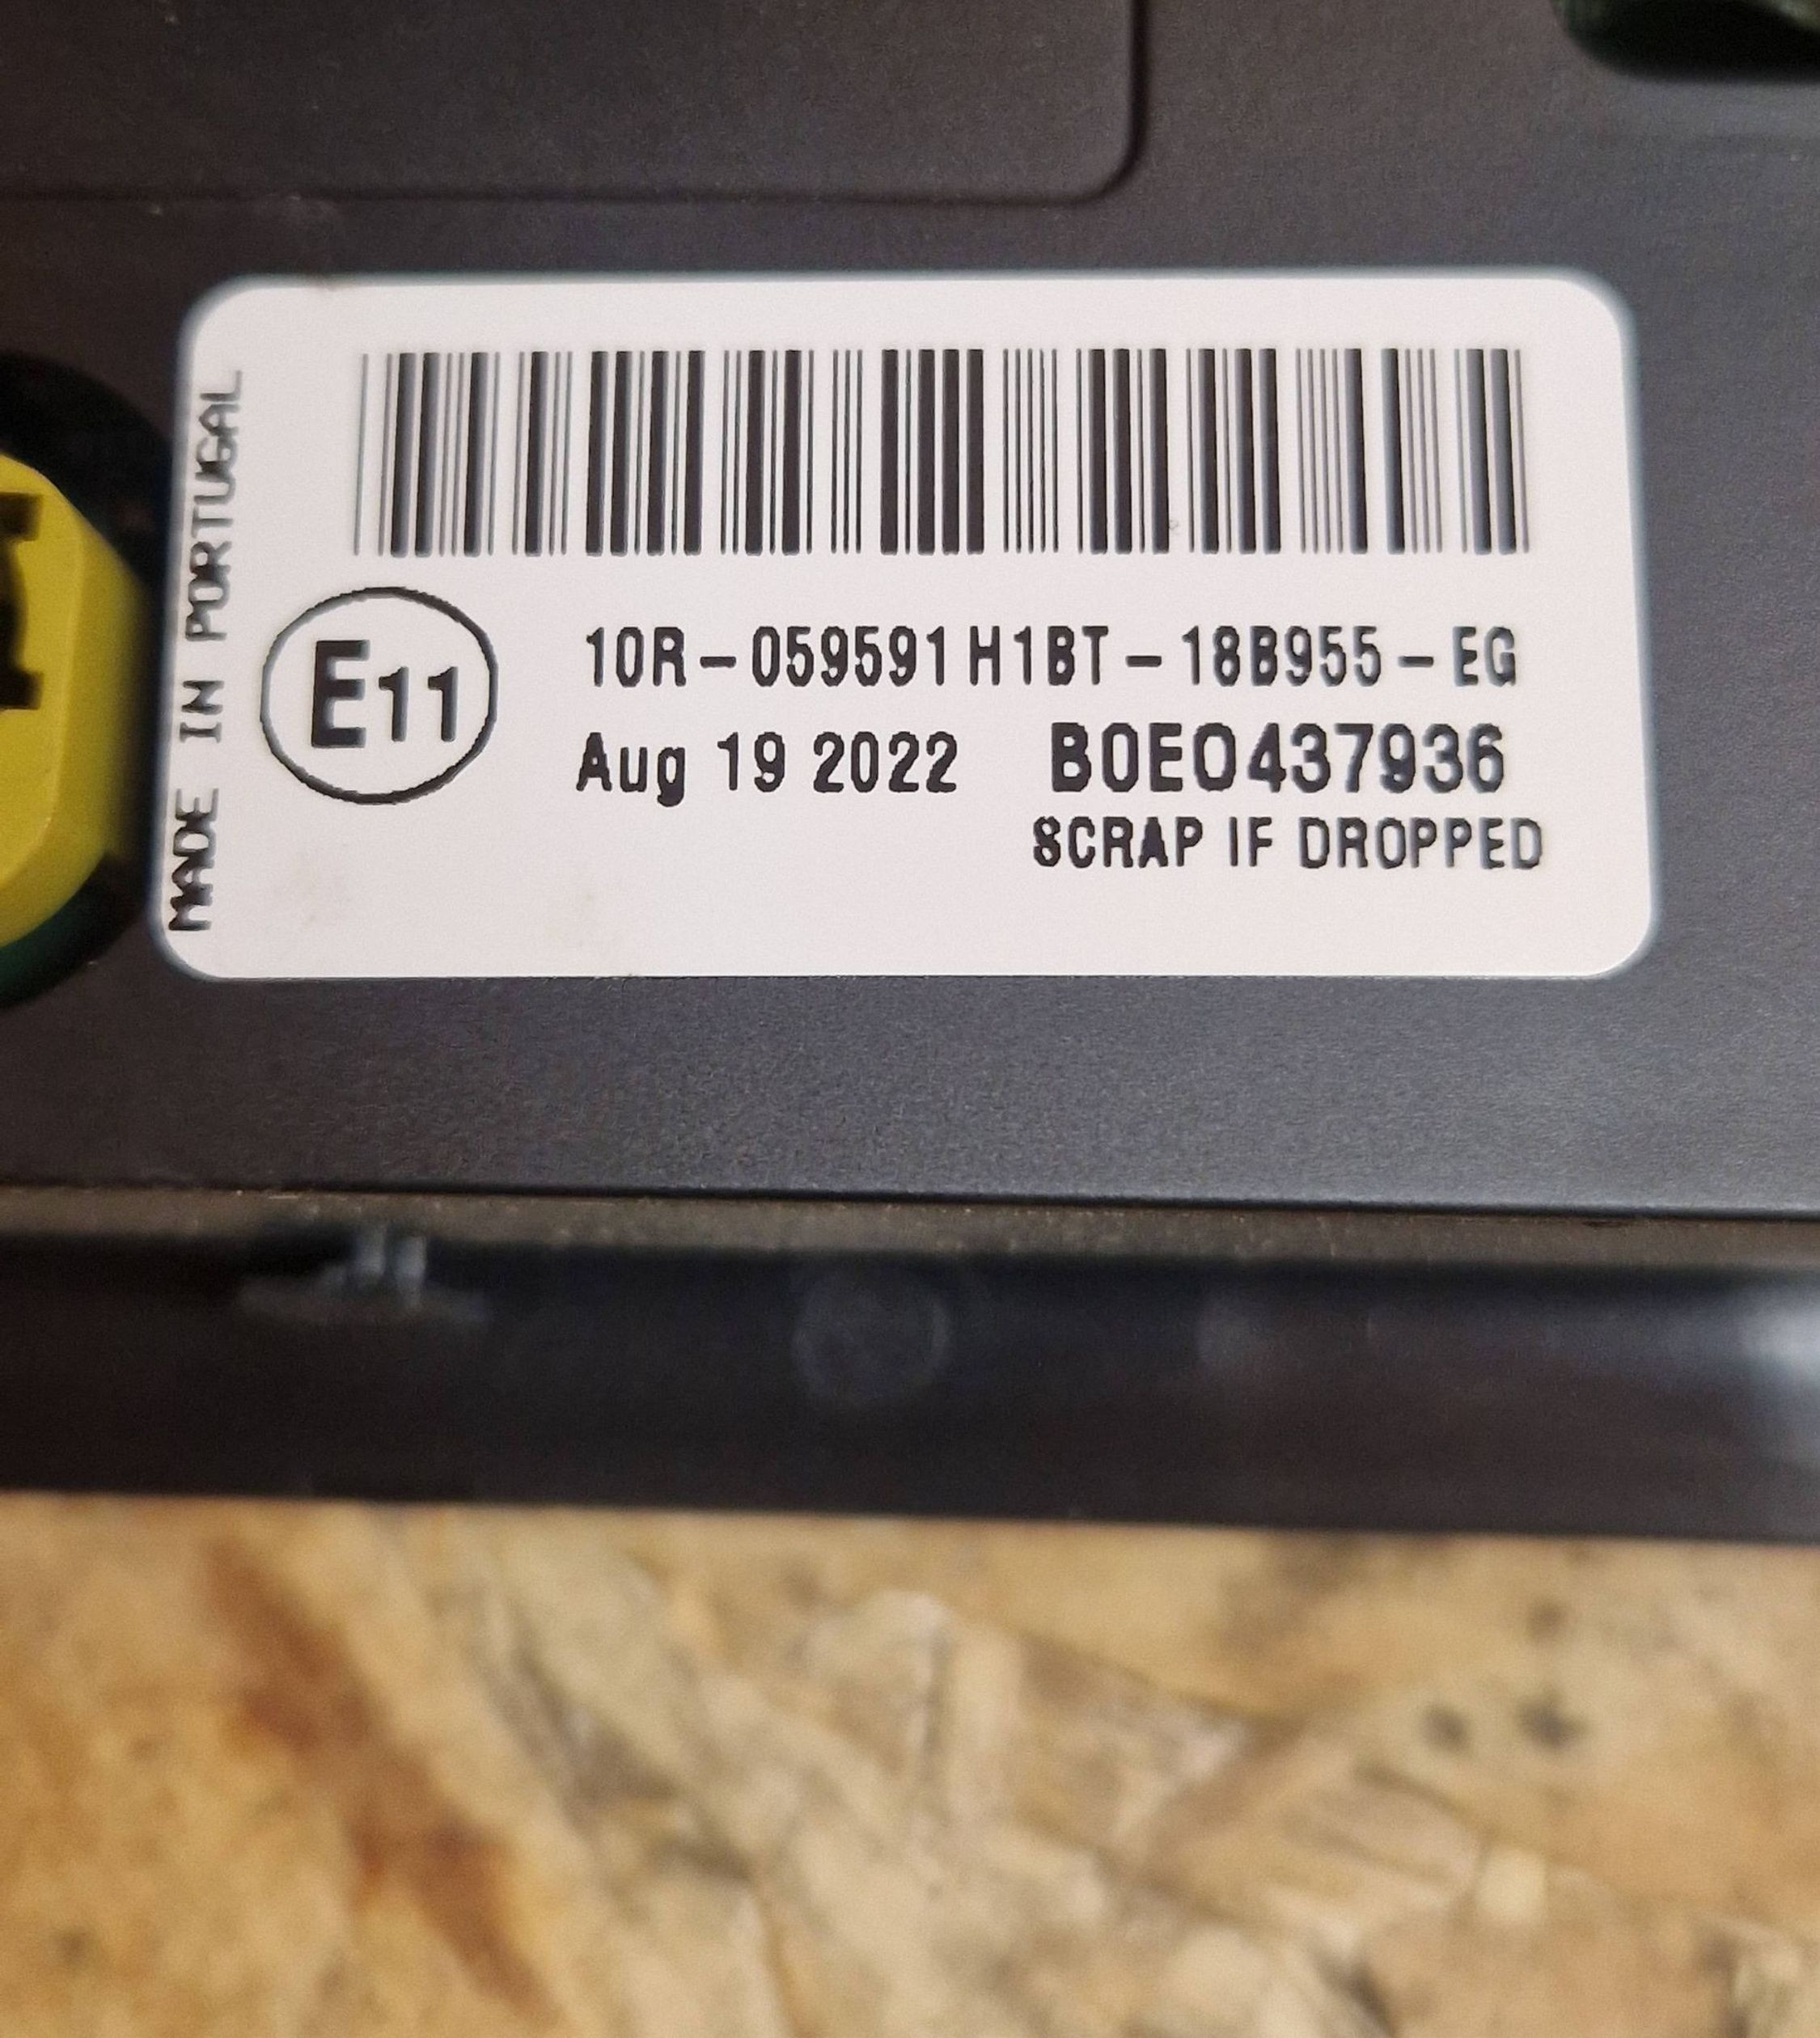 MADE IN PORTUGAL
E11
10R-059591 H1BT-18B955-EG
Aug 19 2022 B0E0437936
SCRAP IF DROPPED